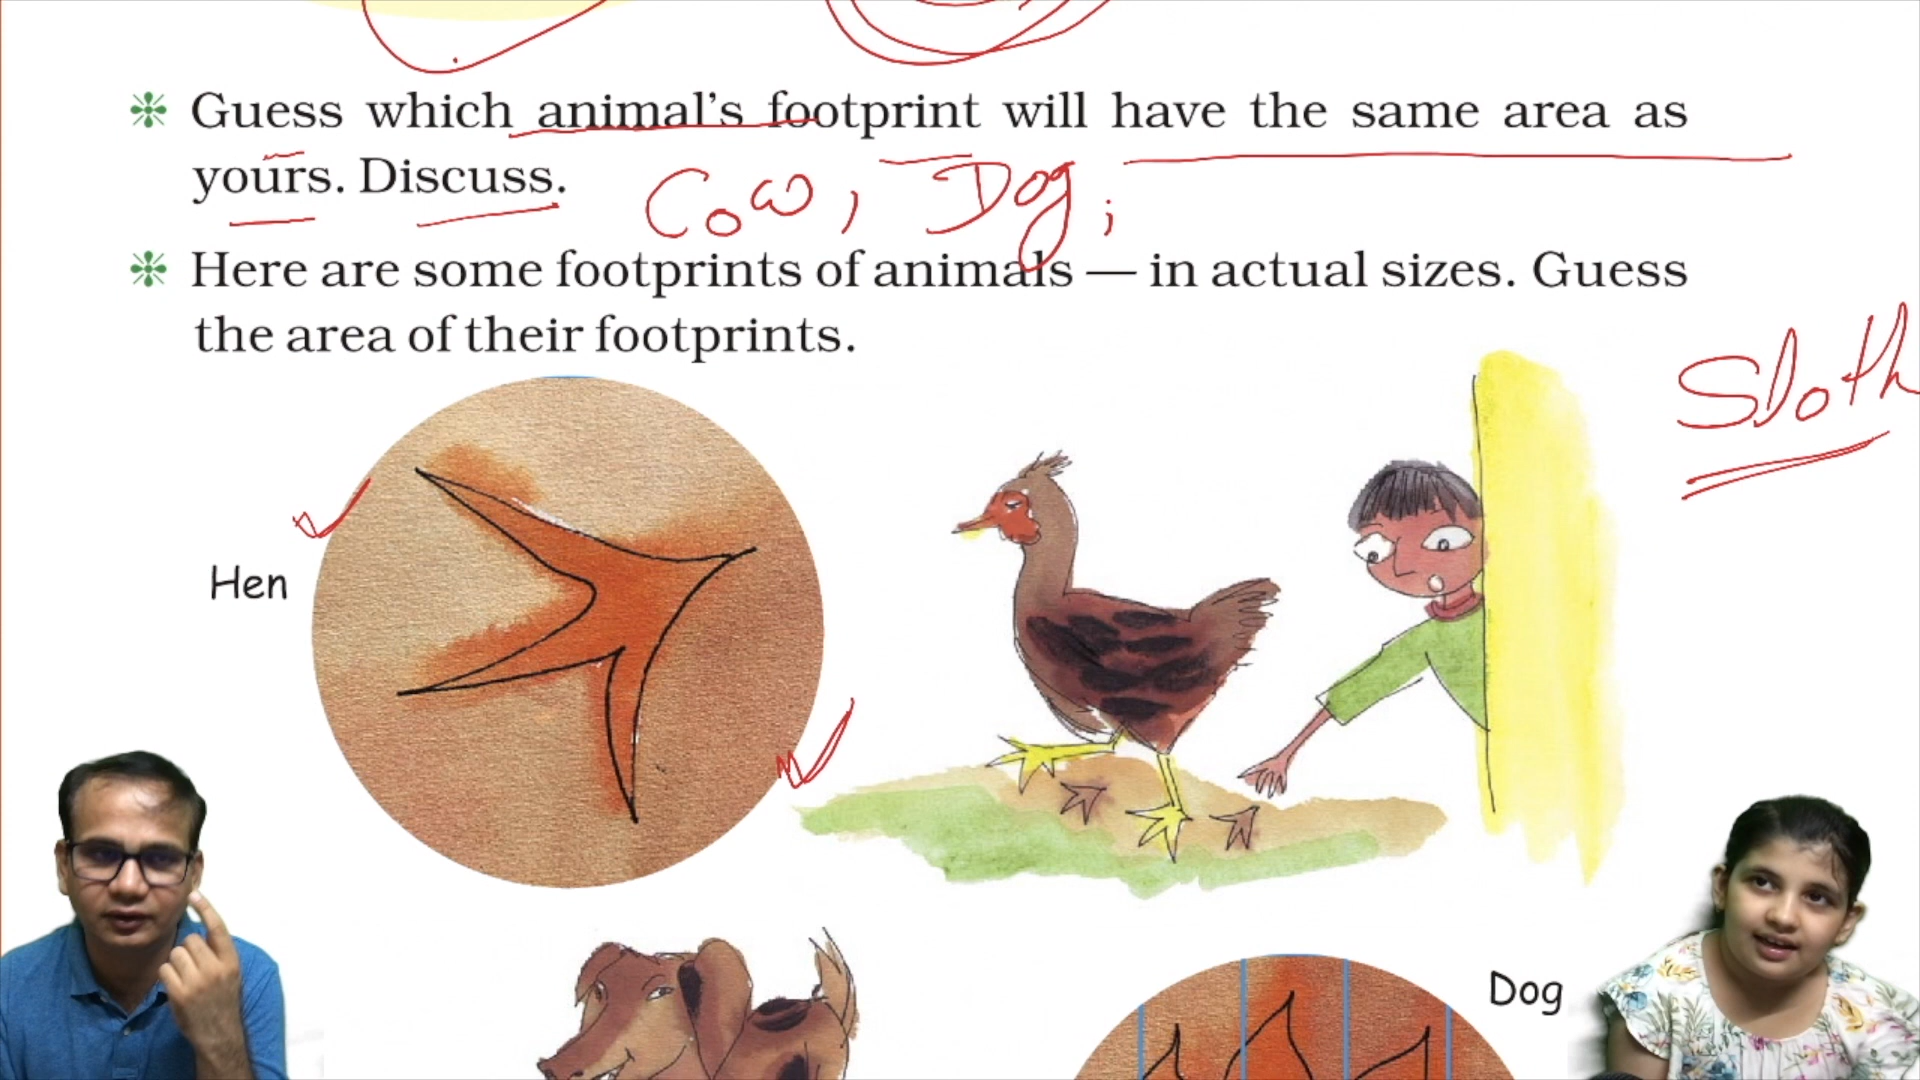 Guess which animal's footprint will have the same area as
yours. Discuss.
Cow, Dog,
Here are some footprints of animals — in actual sizes. Guess
the area of their footprints.
Sloth
Hen
Dog